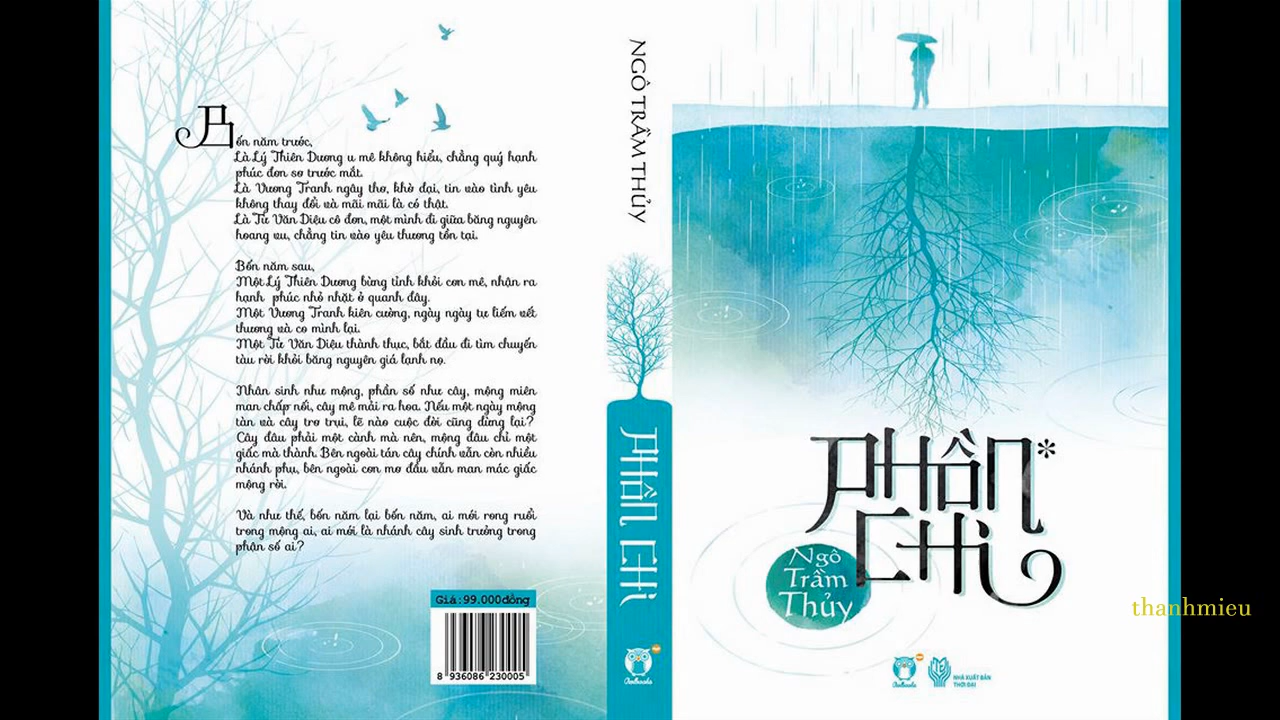 Bốn năm trước,
Là Lý Thiên Dương u mê không hiểu, chẳng quý hạnh
phúc đơn sơ trước mắt.
Là Vương Tranh ngây thơ, khờ dại, tin vào tình yêu
không thay đổi và mãi mãi là có thật.
Là Từ Văn Diệu cô đơn, một mình đi giữa băng nguyên
hoang vu, chẳng tin vào yêu thương tồn tại.
Bốn năm sau,
Một Lý Thiên Dương bừng tỉnh khỏi cơn mê, nhận ra
hạnh phúc nhỏ nhặt ở quanh đây.
Một Vương Tranh kiên cường, ngày ngày tự liếm vết
thương và co mình lại.
Một Từ Văn Diệu thành thục, bắt đầu đi tìm chuyến
tàu rời khỏi băng nguyên giá lạnh nọ.
Nhân sinh như mộng, phần số như cây, mộng miên
man chấp nối, cây mê mải ra hoa. Nếu một ngày mộng
tàn và cây trơ trụi, lẽ nào cuộc đời cũng dừng lại?
Cây đâu phải một cành mà nên, mộng đâu chỉ một
giấc mà thành. Bên ngoài tán cây chính vẫn còn nhiều
nhánh phụ, bên ngoài cơn mơ đầu vẫn man mác giấc
mộng rồi.
Và như thế, bốn năm lại bốn năm, ai mới rong ruổi
trong mộng ai, ai mới là nhánh cây sinh trưởng trong
phận số ai?
Giá:99.000đồng
8 936086 230005
NGÔ TRẦM THỦY
PHỒN CHI
Owlbooks
PHỒN*
CHI
Ngô
Trầm
Thủy
Owlbooks
NHÀ XUẤT BẢN
THỜI ĐẠI
thanhmieu